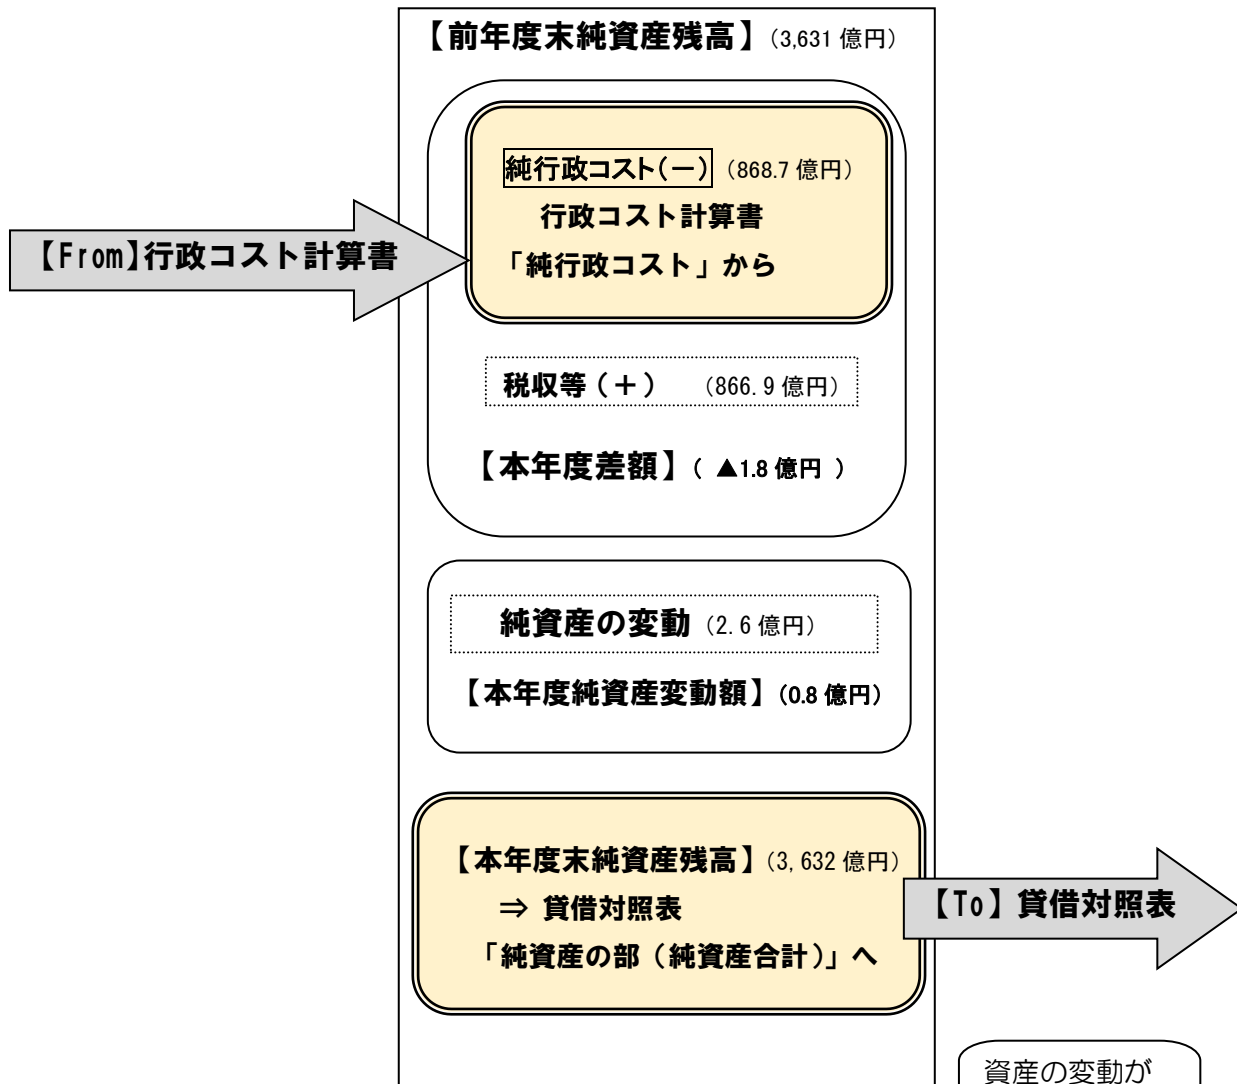 【前年度末純資産残高】（3,631 億円）
純行政コスト（－）（868.7 億円）
行政コスト計算書
「純行政コスト」から
【From】行政コスト計算書
税収等（＋）（866.9 億円）
【本年度差額】（ ▲1.8 億円 ）
純資産の変動（2.6 億円）
【本年度純資産変動額】（0.8 億円）
【本年度末純資産残高】（3,632 億円）
⇒ 貸借対照表
「純資産の部（純資産合計）」へ
【To】貸借対照表
資産の変動が